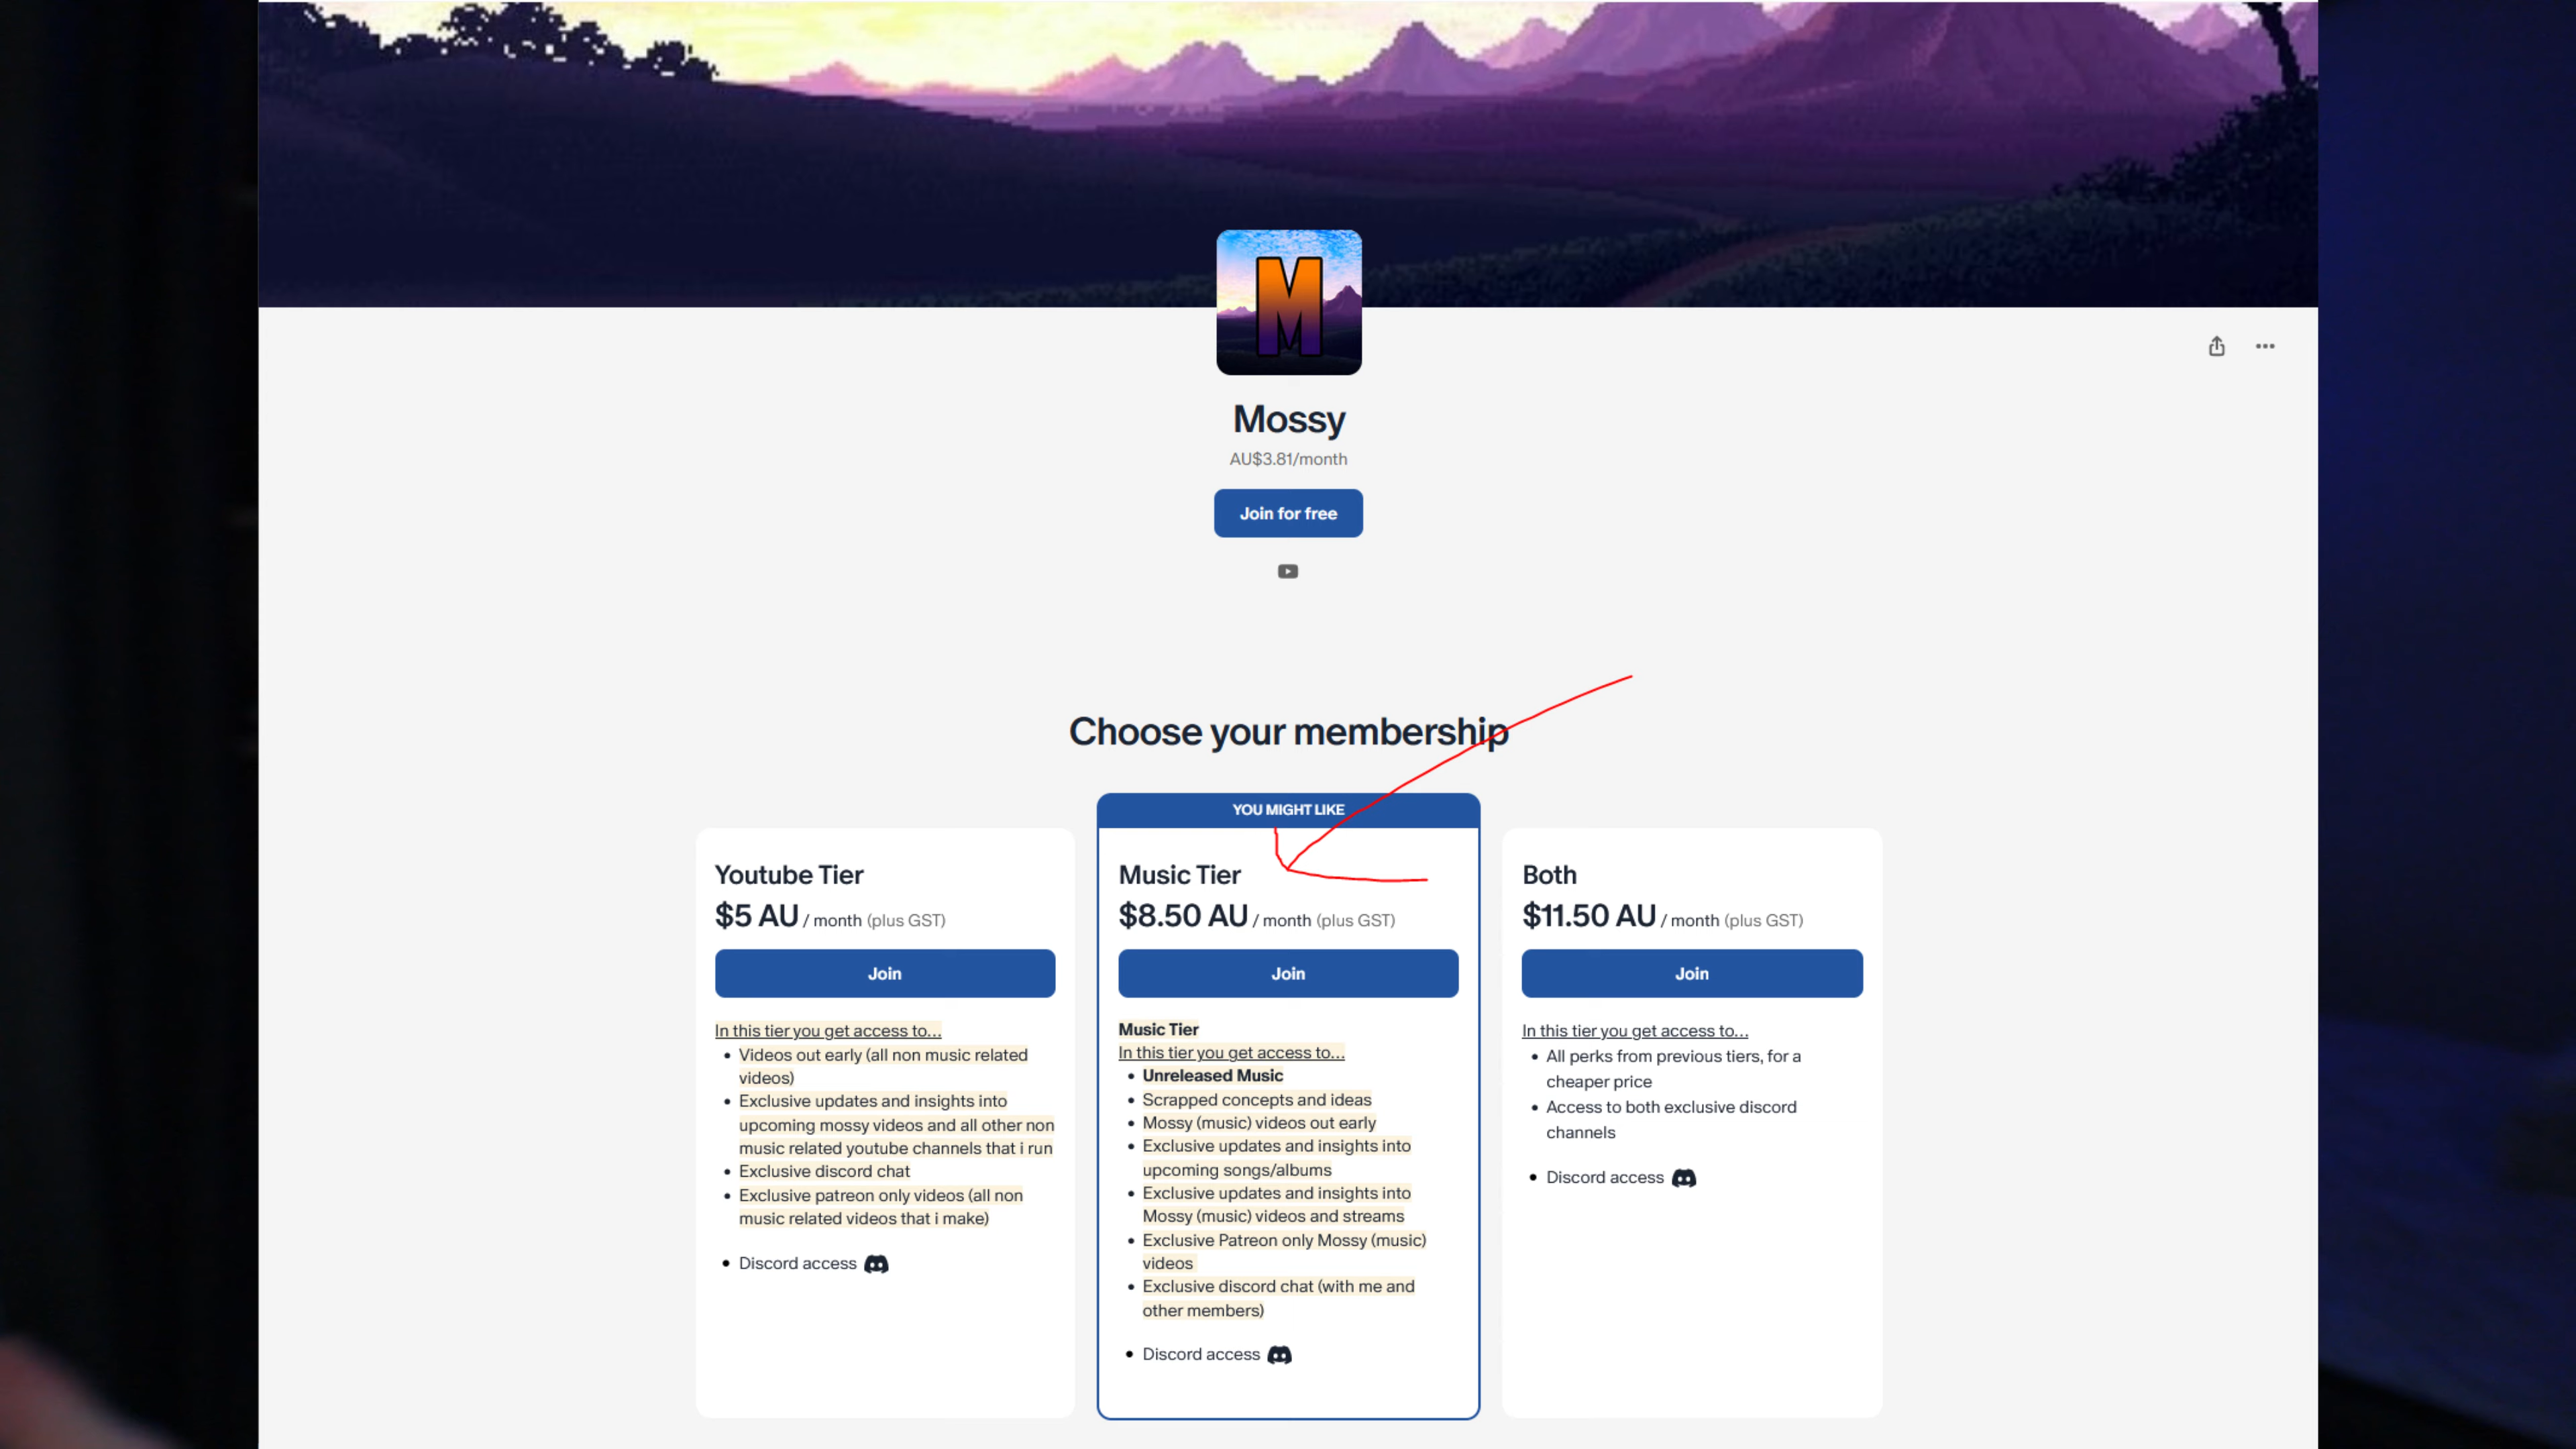 M
Mossy
AU$3.81/month
Join for free
Choose your membership
YOU MIGHT LIKE
Youtube Tier
$5 AU / month (plus GST)
Join
In this tier you get access to...
• Videos out early (all non music related
videos)
• Exclusive updates and insights into
upcoming mossy videos and all other non
music related youtube channels that i run
• Exclusive discord chat
• Exclusive patreon only videos (all non
music related videos that i make)
• Discord access
Music Tier
$8.50 AU / month (plus GST)
Join
Music Tier
In this tier you get access to...
• Unreleased Music
• Scrapped concepts and ideas
• Mossy (music) videos out early
• Exclusive updates and insights into
upcoming songs/albums
• Exclusive updates and insights into
Mossy (music) videos and streams
• Exclusive Patreon only Mossy (music)
videos
• Exclusive discord chat (with me and
other members)
• Discord access
Both
$11.50 AU / month (plus GST)
Join
In this tier you get access to...
• All perks from previous tiers, for a
cheaper price
• Access to both exclusive discord
channels
• Discord access